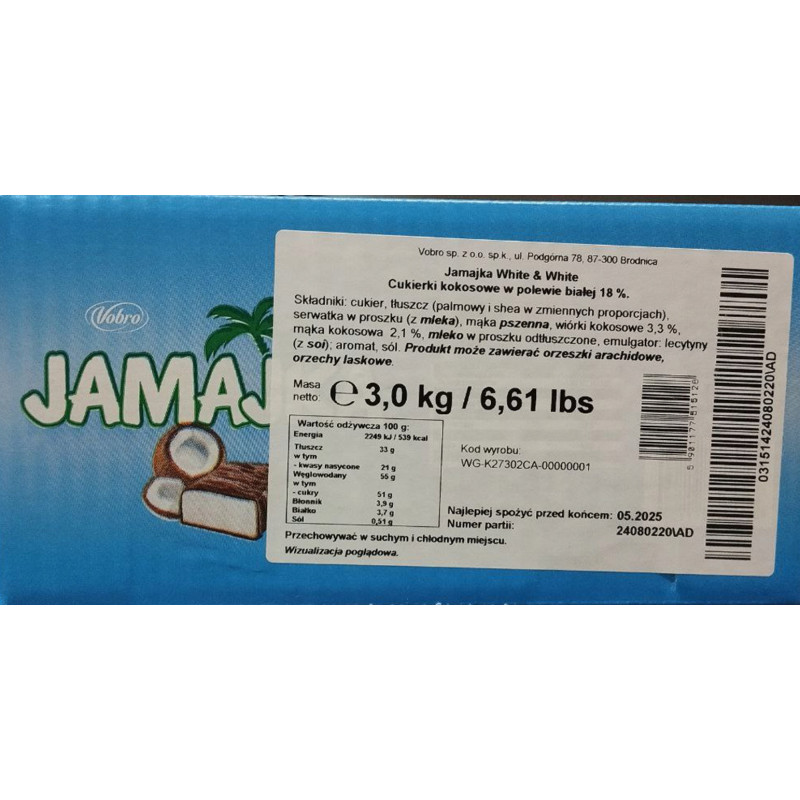 Vobro
JAMAJ
Vobro sp. z o.o. sp.k., ul. Podgórna 78, 87-300 Brodnica
Jamajka White & White
Cukierki kokosowe w polewie białej 18 %.
Składniki: cukier, tłuszcz (palmowy i shea w zmiennych proporcjach),
serwatka w proszku (z mleka), mąka pszenna, wiórki kokosowe 3,3 %,
mąka kokosowa 2,1 %, mleko w proszku odtłuszczone, emulgator: lecytyny
(z soi); aromat, sól. Produkt może zawierać orzeszki arachidowe,
orzechy laskowe.
Masa
netto: ℮ 3,0 kg / 6,61 lbs
Wartość odżywcza 100 g:
Energia 2249 kJ / 539 kcal
Tłuszcz 33 g
w tym
- kwasy nasycone 21 g
Węglowodany 55 g
w tym
- cukry 51 g
Błonnik 3,9 g
Białko 3,7 g
Sól 0,51 g
Kod wyrobu:
WG-K27302CA-00000001
Najlepiej spożyć przed końcem: 05.2025
Numer partii: 24080220\AD
Przechowywać w suchym i chłodnym miejscu.
Wizualizacja poglądowa.
5 901177 515126
03151424080220\AD